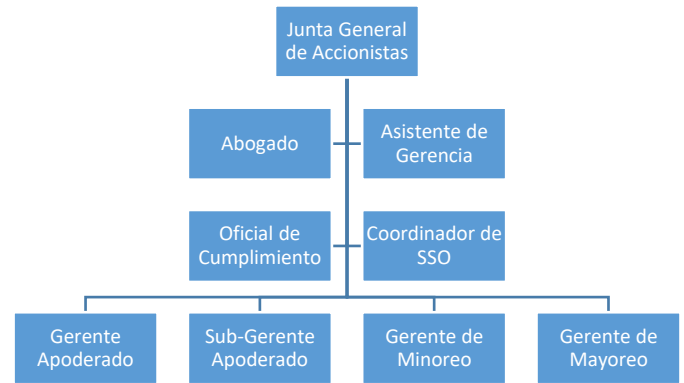 Junta General
de Accionistas
Abogado
Asistente de
Gerencia
Oficial de
Cumplimiento
Coordinador de
SSO
Gerente
Apoderado
Sub-Gerente
Apoderado
Gerente de
Minoreo
Gerente de
Mayoreo